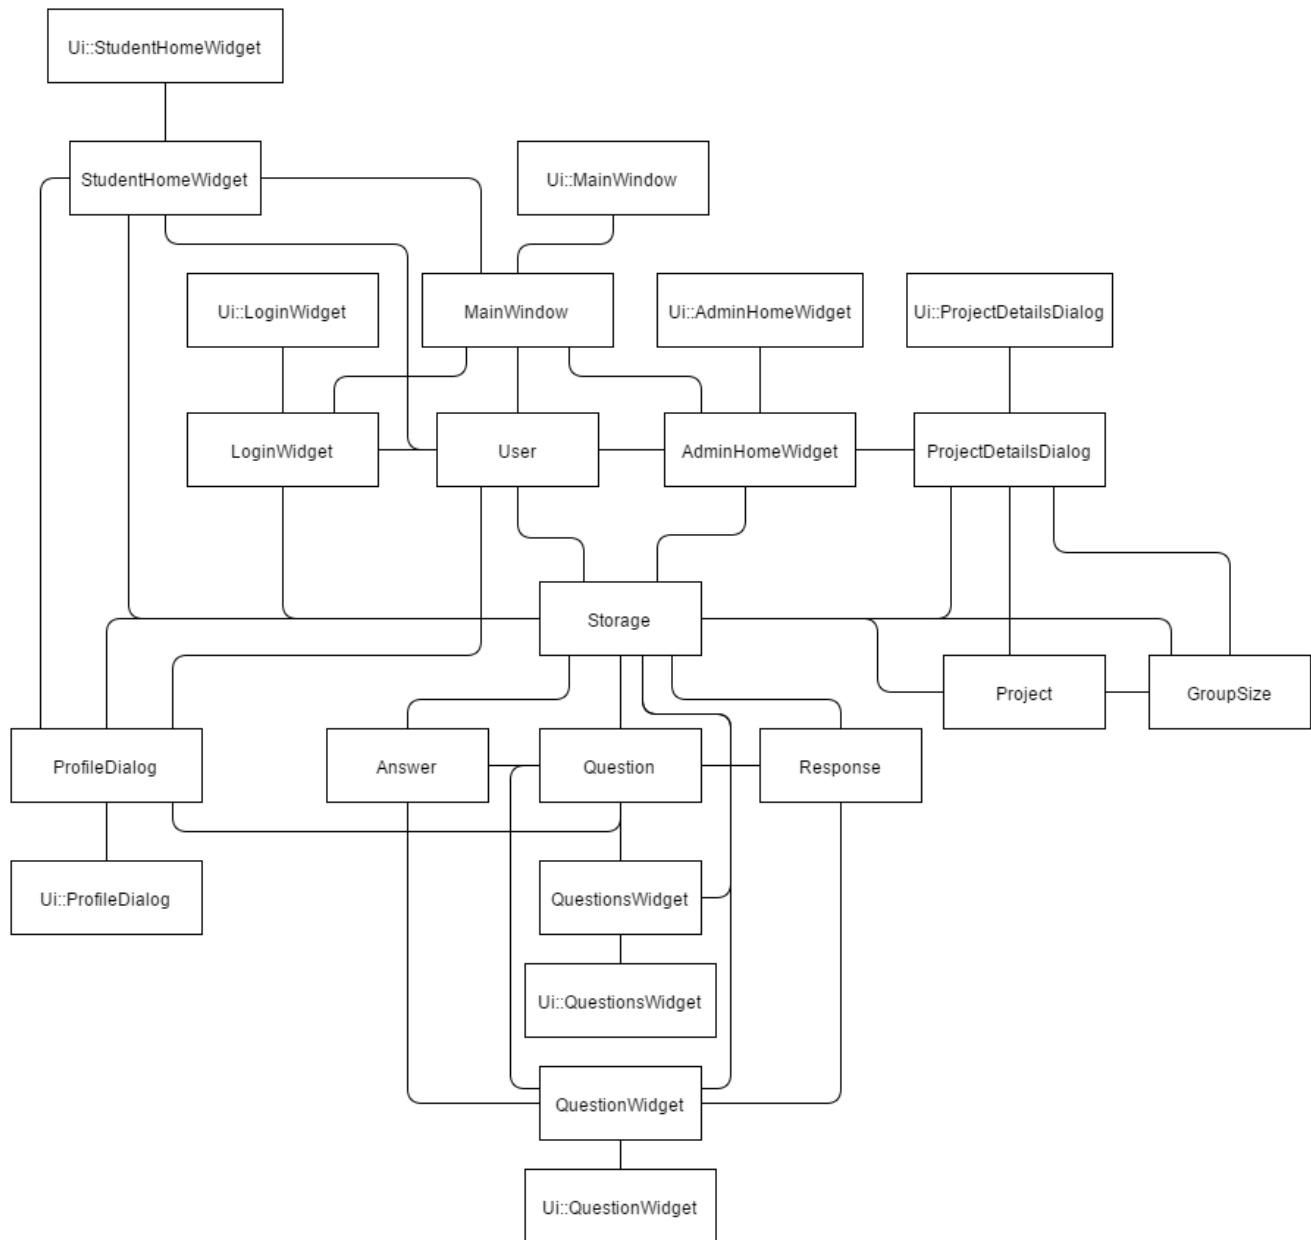 Ui::StudentHomeWidget
StudentHomeWidget
Ui::MainWindow
Ui::LoginWidget
MainWindow
Ui::AdminHomeWidget
Ui::ProjectDetailsDialog
LoginWidget
User
AdminHomeWidget
ProjectDetailsDialog
Storage
Project
GroupSize
ProfileDialog
Answer
Question
Response
Ui::ProfileDialog
QuestionsWidget
Ui::QuestionsWidget
QuestionWidget
Ui::QuestionWidget